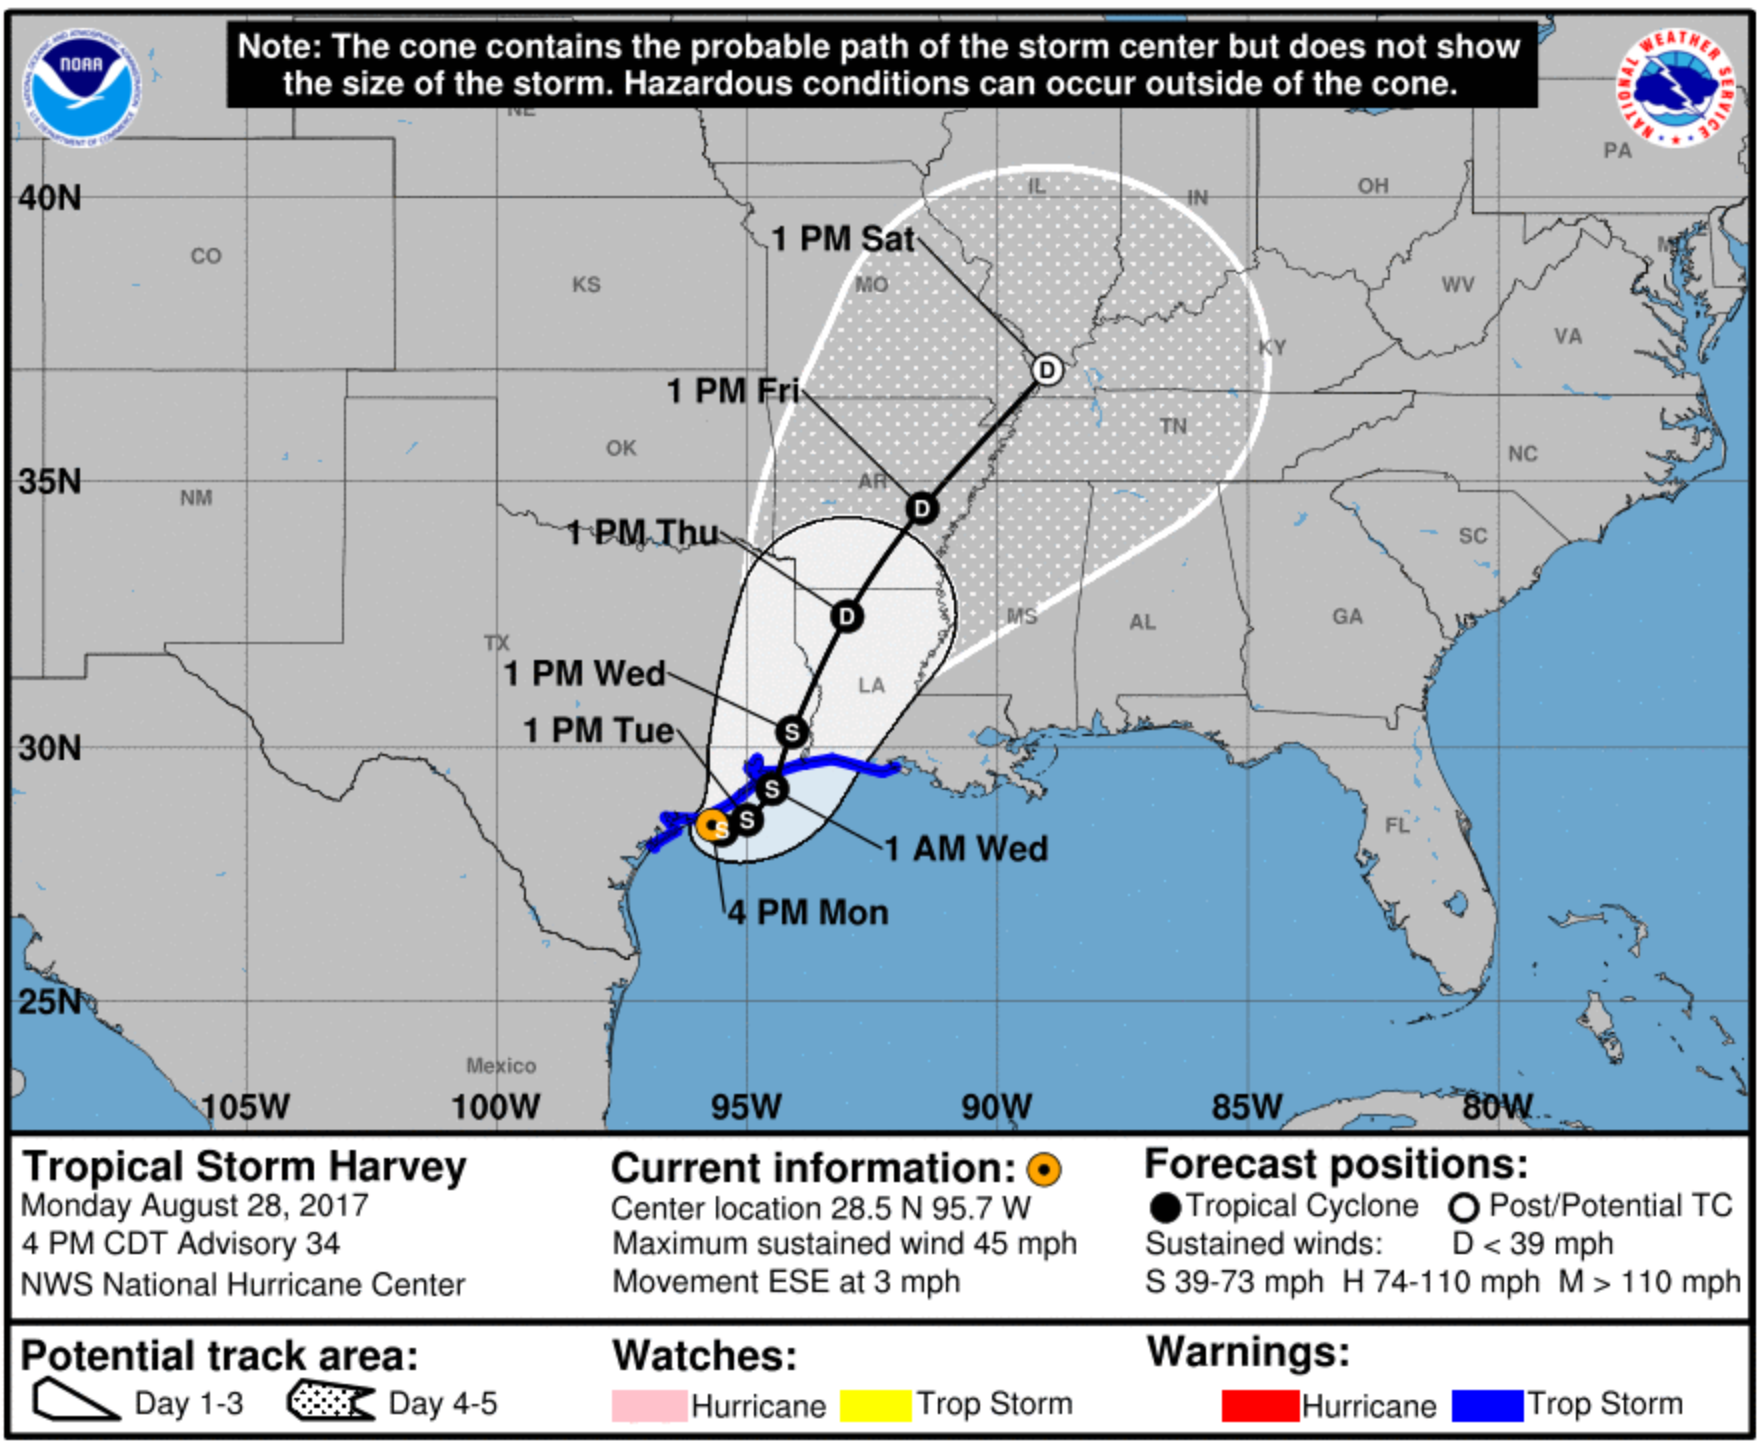 Note: The cone contains the probable path of the storm center but does not show
the size of the storm. Hazardous conditions can occur outside of the cone.
NOAA
NATIONAL WEATHER SERVICE
NE
PA
40N
IL
IN
OH
1 PM Sat
CO
KS
MO
WV
VA
KY
1 PM Fri
OK
TN
NC
35N
NM
AR
D
D
1 PM Thu
SC
D
TX
MS
AL
GA
1 PM Wed
LA
1 PM Tue
S
30N
S
S
S
FL
1 AM Wed
4 PM Mon
25N
Mexico
105W 100W 95W 90W 85W 80W
Tropical Storm Harvey
Monday August 28, 2017
4 PM CDT Advisory 34
NWS National Hurricane Center
Current information:
Center location 28.5 N 95.7 W
Maximum sustained wind 45 mph
Movement ESE at 3 mph
Forecast positions:
Tropical Cyclone Post/Potential TC
Sustained winds: D < 39 mph
S 39-73 mph H 74-110 mph M > 110 mph
Potential track area:
Day 1-3 Day 4-5
Watches:
Hurricane Trop Storm
Warnings:
Hurricane Trop Storm